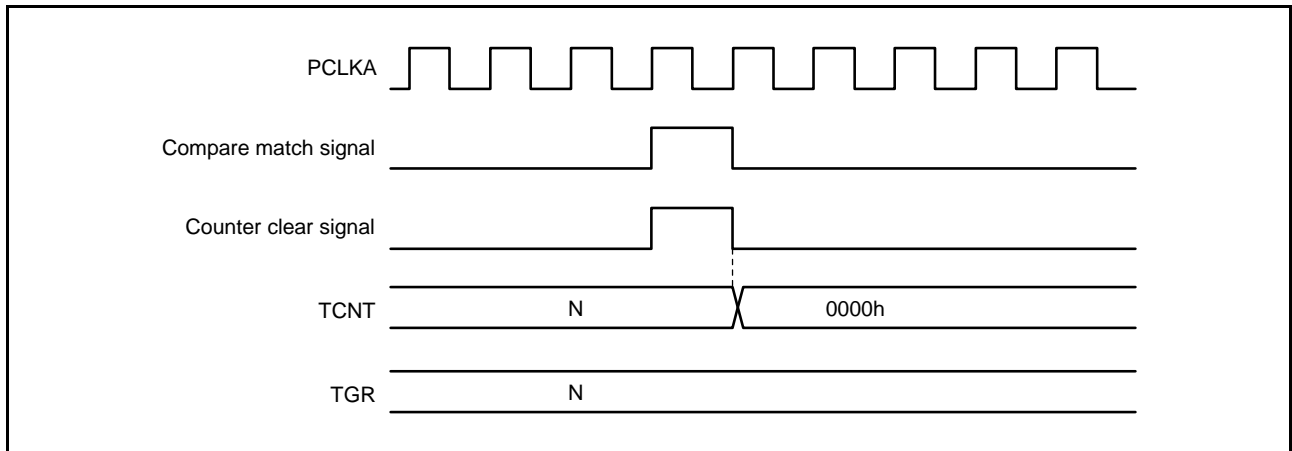 PCLKA
Compare match signal
Counter clear signal
TCNT N 0000h
TGR N